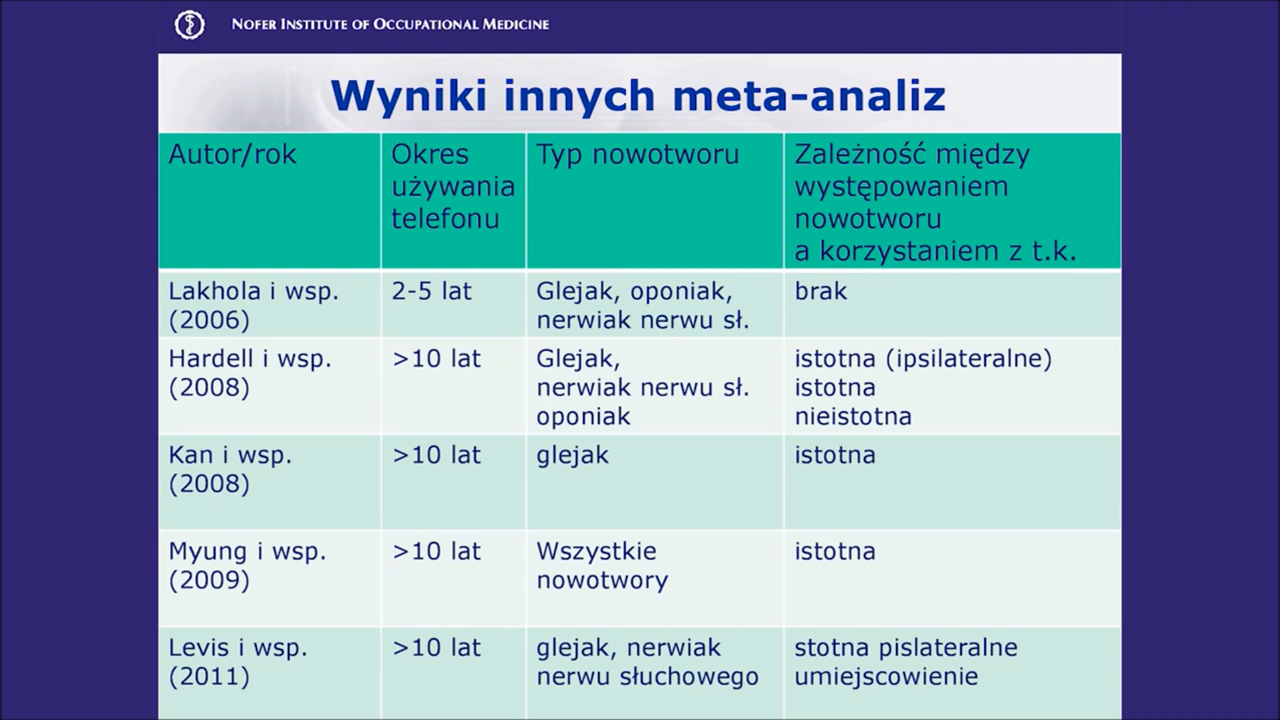 NOFER INSTITUTE OF OCCUPATIONAL MEDICINE
Wyniki innych meta-analiz
Autor/rok
Okres
używania
telefonu
Typ nowotworu
Zależność między
występowaniem
nowotworu
a korzystaniem z t.k.
Lakhola i wsp.
(2006)
2-5 lat
Glejak, oponiak,
nerwiak nerwu sł.
brak
Hardell i wsp.
(2008)
>10 lat
Glejak,
nerwiak nerwu sł.
oponiak
istotna (ipsilateralne)
istotna
nieistotna
Kan i wsp.
(2008)
>10 lat
glejak
istotna
Myung i wsp.
(2009)
>10 lat
Wszystkie
nowotwory
istotna
Levis i wsp.
(2011)
>10 lat
glejak, nerwiak
nerwu słuchowego
stotna pislateralne
umiejscowienie